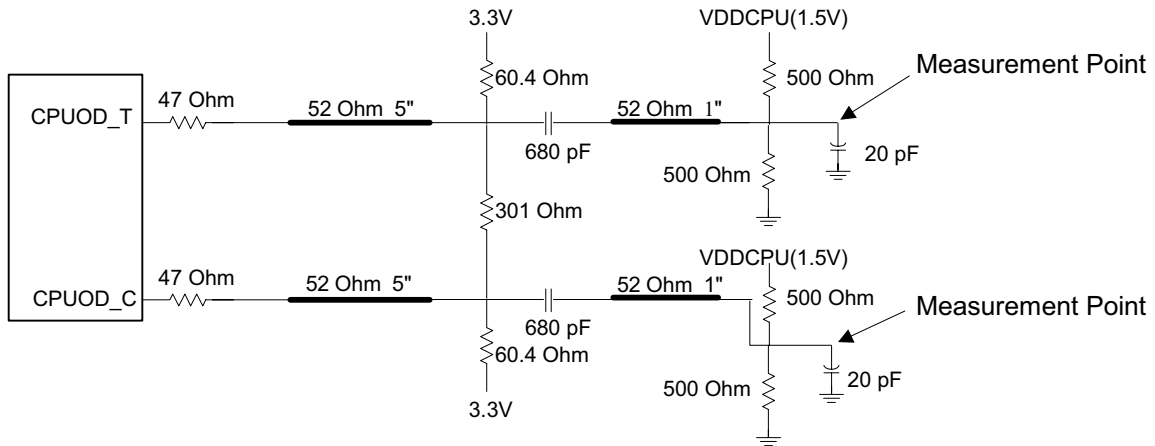 3.3V
VDDCPU(1.5V)
60.4 Ohm
500 Ohm
Measurement Point
47 Ohm
CPUOD_T
52 Ohm 5"
52 Ohm 1"
680 pF
20 pF
500 Ohm
301 Ohm
VDDCPU(1.5V)
47 Ohm
CPUOD_C
52 Ohm 5"
52 Ohm 1"
500 Ohm
Measurement Point
680 pF
60.4 Ohm
20 pF
500 Ohm
3.3V